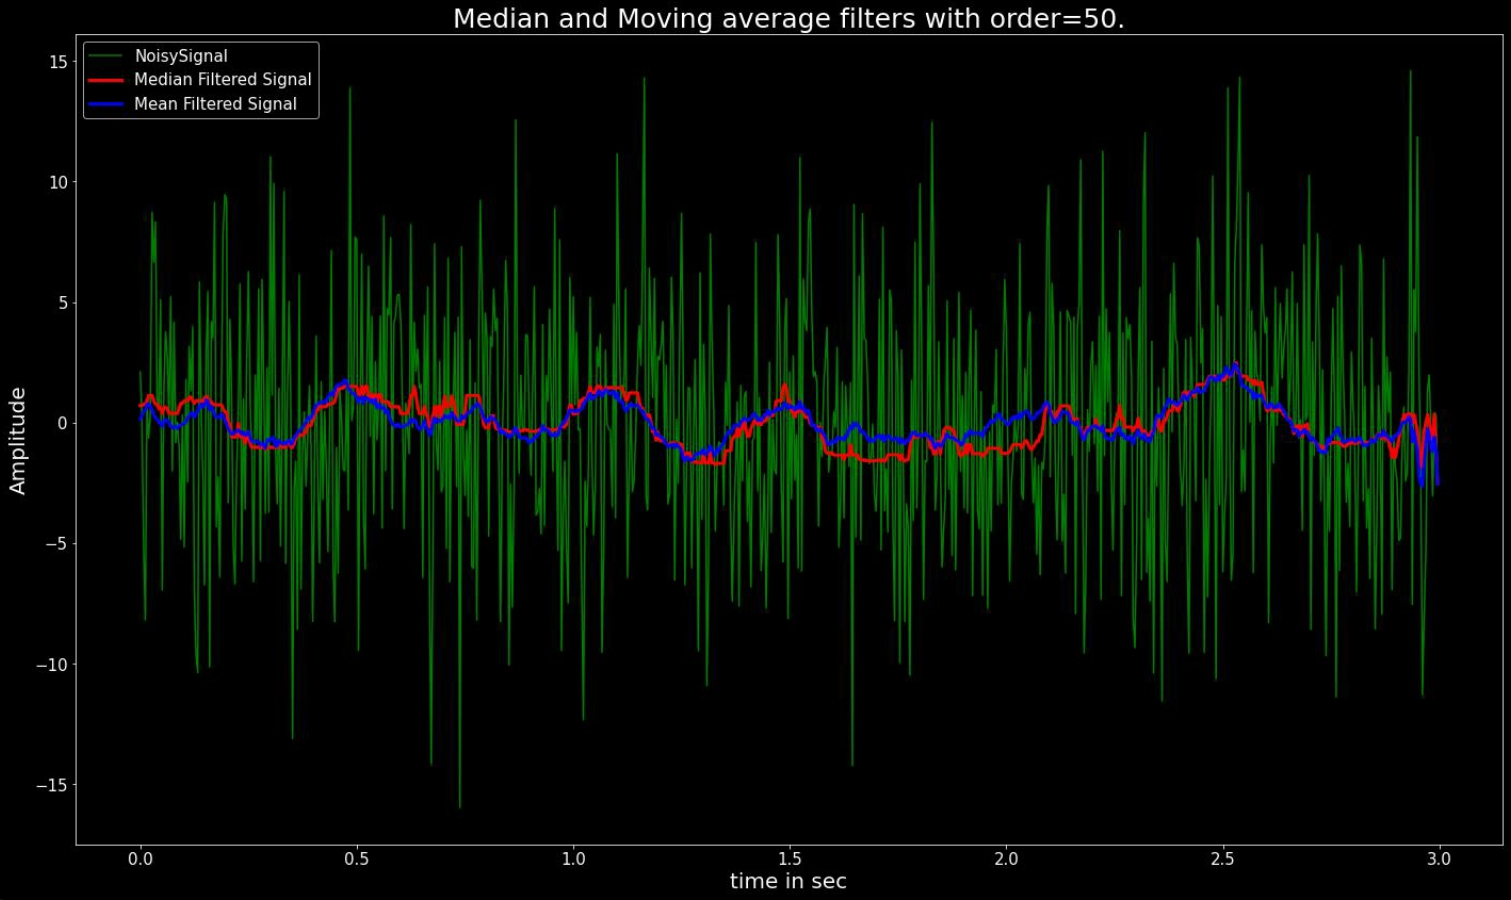 Median and Moving average filters with order=50.
NoisySignal
Median Filtered Signal
Mean Filtered Signal
15
10
5
0
−5
−10
−15
Amplitude
0.0 0.5 1.0 1.5 2.0 2.5 3.0
time in sec